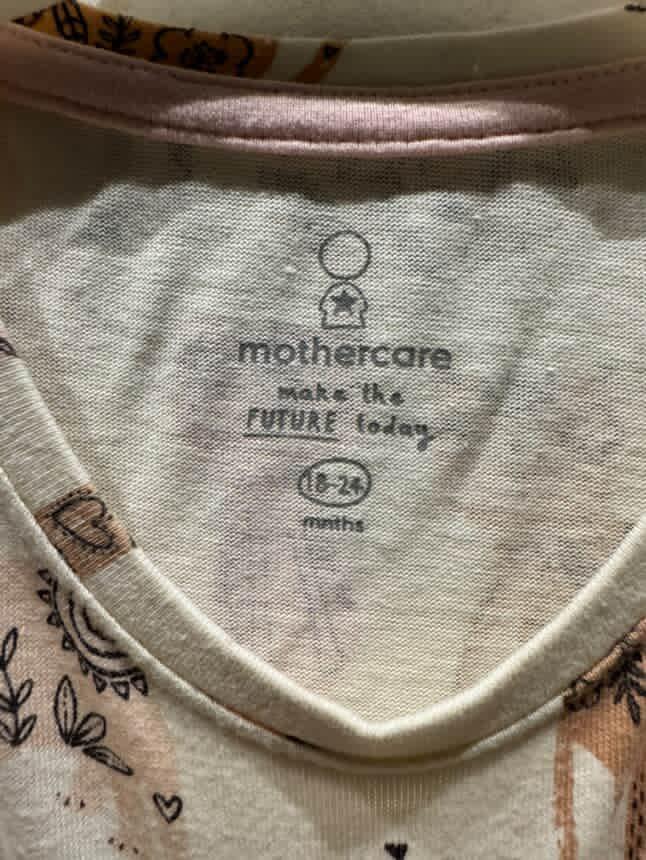 mothercare
make the
FUTURE today
18-24
mnths